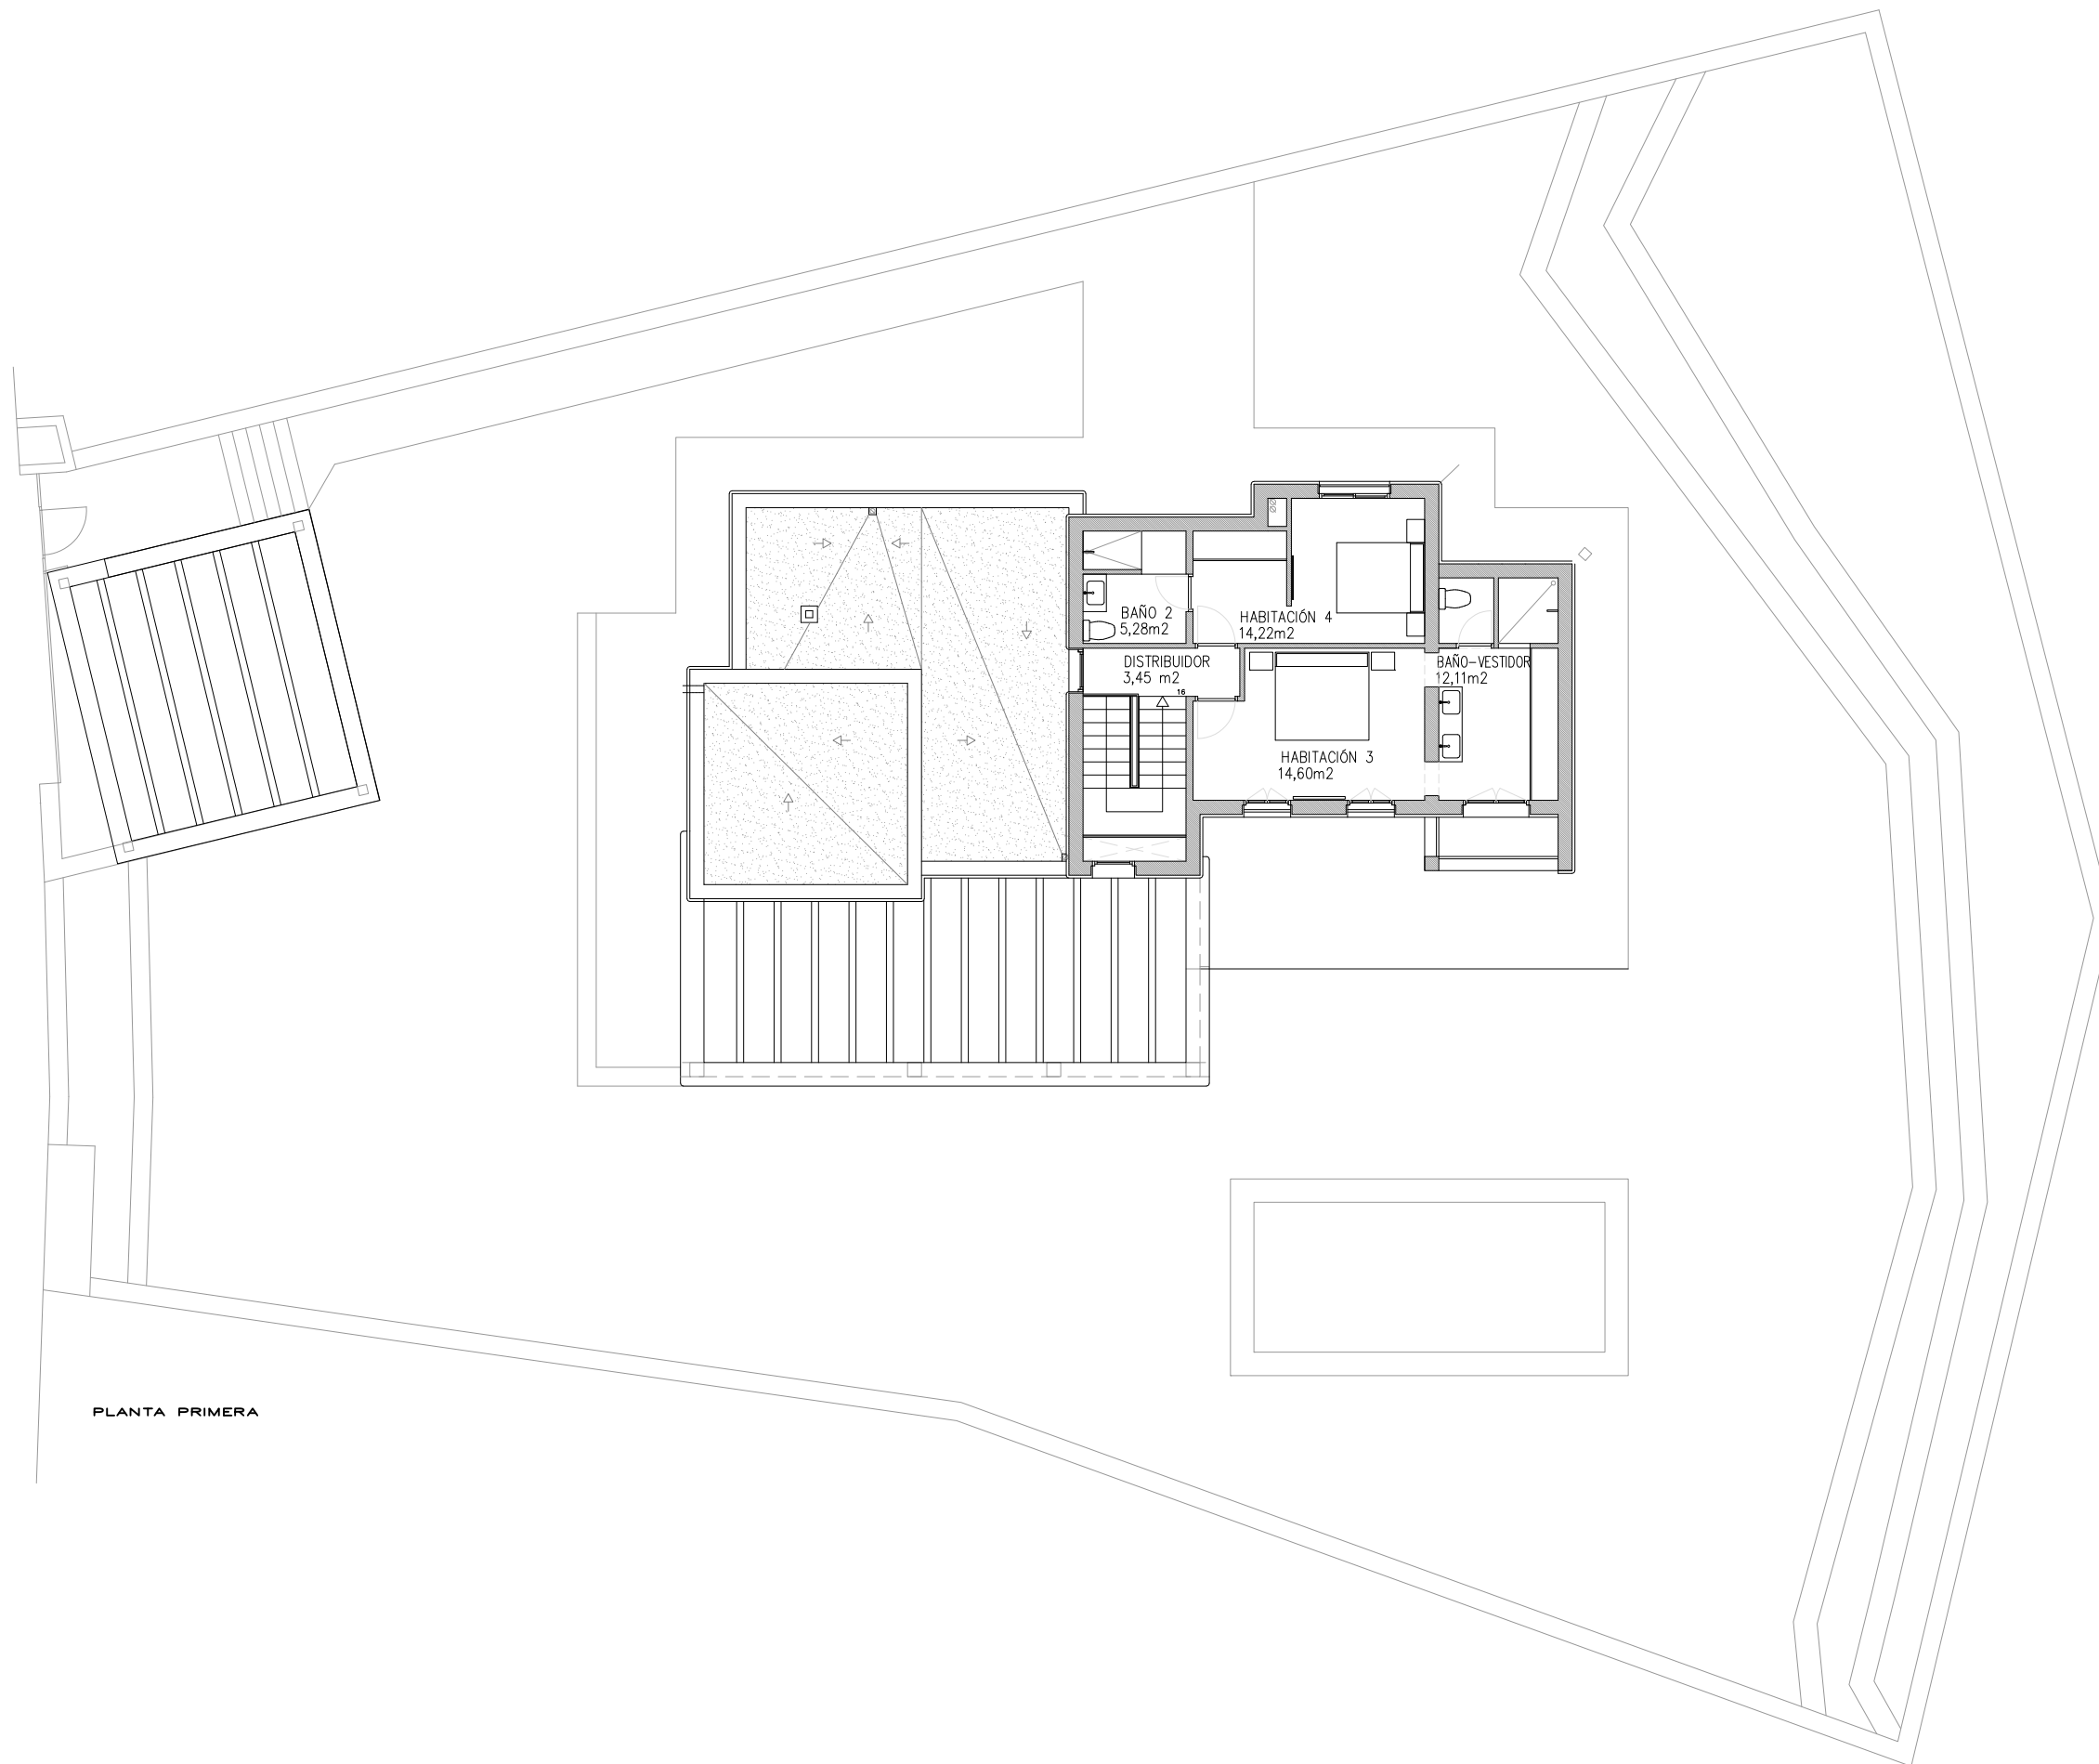 BAÑO 2
5,28m2
HABITACIÓN 4
14,22m2
DISTRIBUIDOR
3,45 m2
16
BAÑO-VESTIDOR
12,11m2
HABITACIÓN 3
14,60m2
PLANTA PRIMERA